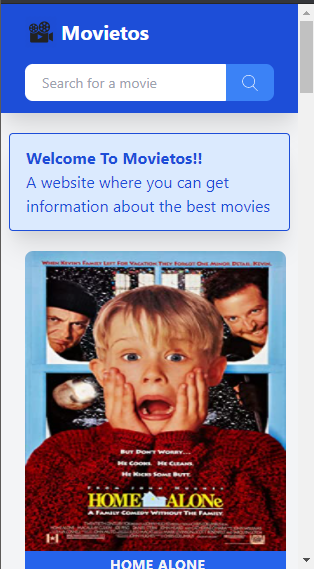 Movietos
Search for a movie
Welcome To Movietos!!
A website where you can get
information about the best movies
WHEN KEVIN'S FAMILY LEFT FOR VACATION THEY FORGOT ONE MINOR DETAIL: KEVIN.
BUT DON'T WORRY...
HE COOKS. HE CLEANS.
HE KICKS SOME BUTT.
HOME ALONe
A FAMILY COMEDY WITHOUT THE FAMILY.
HOME ALONE